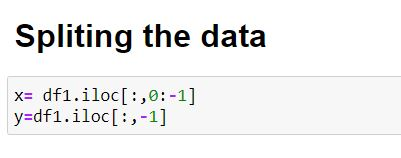 Spliting the data
x= df1.iloc[:,0:-1]
y=df1.iloc[:,-1]